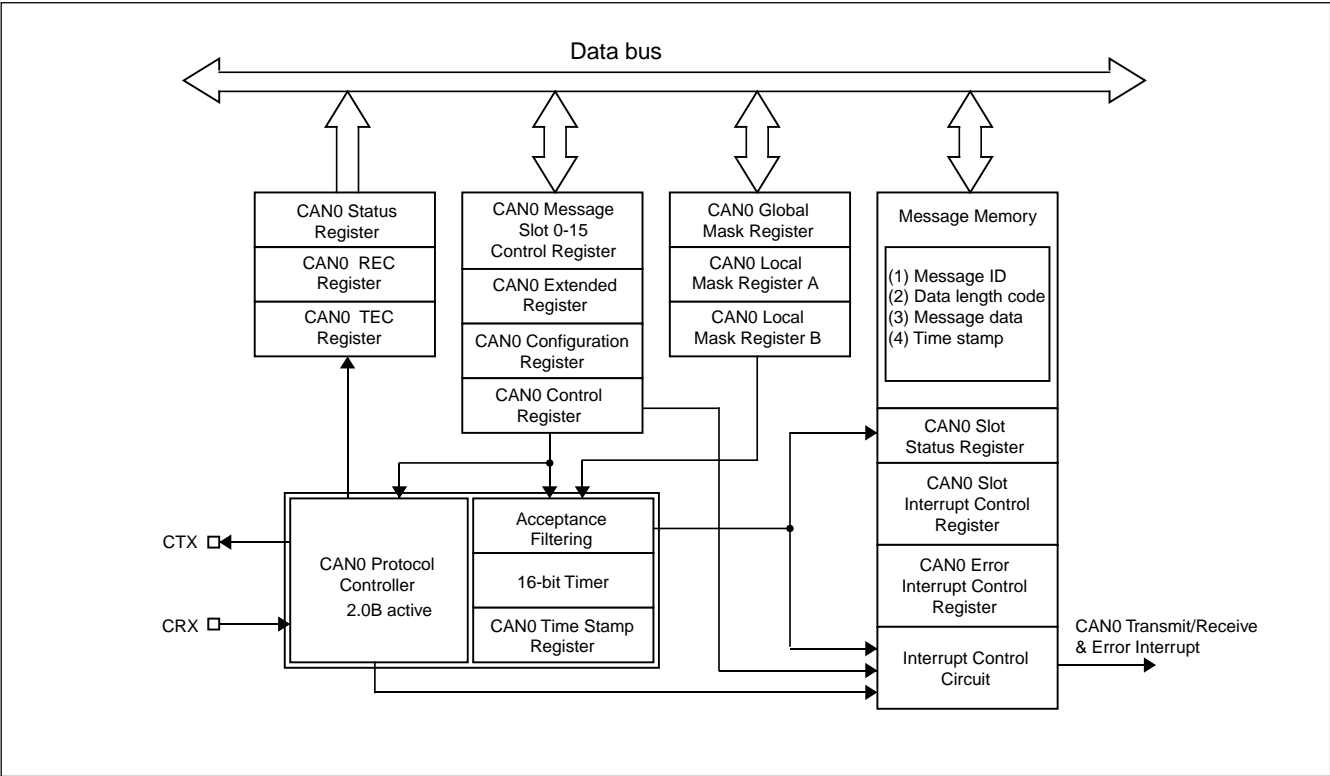 Data bus
CAN0 Status
Register
CAN0 REC
Register
CAN0 TEC
Register
CAN0 Message
Slot 0-15
Control Register
CAN0 Extended
Register
CAN0 Configuration
Register
CAN0 Control
Register
CAN0 Global
Mask Register
CAN0 Local
Mask Register A
CAN0 Local
Mask Register B
Message Memory
(1) Message ID
(2) Data length code
(3) Message data
(4) Time stamp
CAN0 Slot
Status Register
CAN0 Slot
Interrupt Control
Register
CAN0 Error
Interrupt Control
Register
Interrupt Control
Circuit
CTX
CRX
CAN0 Protocol
Controller
2.0B active
Acceptance
Filtering
16-bit Timer
CAN0 Time Stamp
Register
CAN0 Transmit/Receive
& Error Interrupt